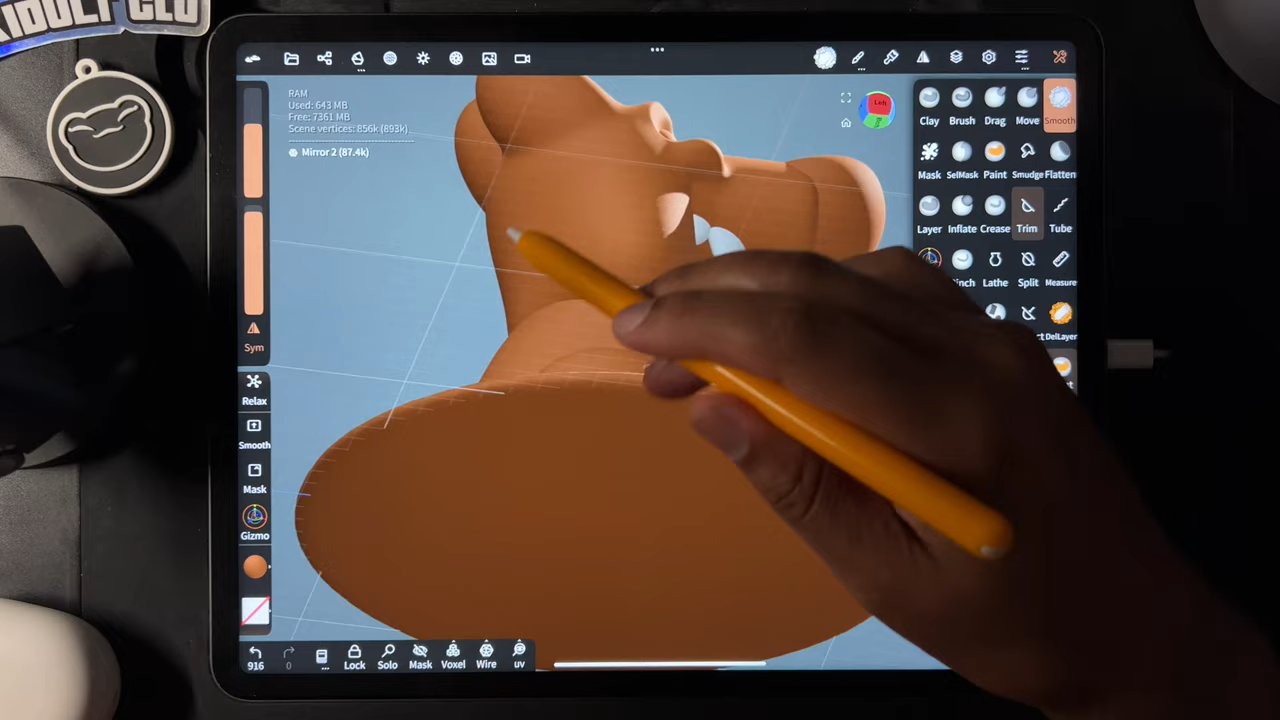 KIDULT CEO
RAM
Used: 643 MB
Free: 7361 MB
Scene vertices: 856k (893k)
Mirror 2 (87.4k)
Left
Clay
Brush
Drag
Move
Smooth
Mask
SelMask
Paint
Smudge
Flatten
Layer
Inflate
Crease
Trim
Tube
Lathe
Split
Measure
DelLayer
Sym
Relax
Smooth
Mask
Gizmo
916
0
Lock
Solo
Mask
Voxel
Wire
uv